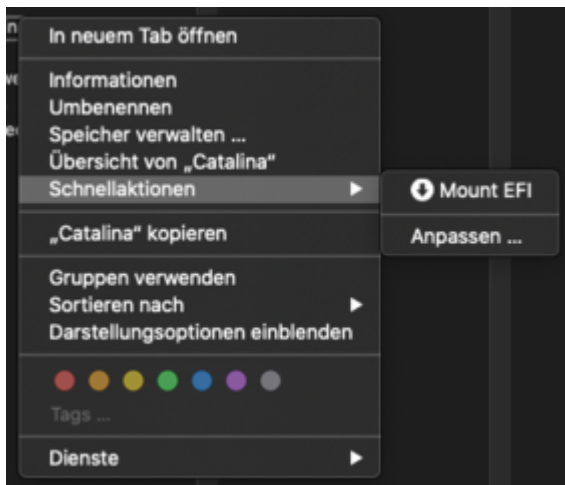 In neuem Tab öffnen
Informationen
Umbenennen
Speicher verwalten ...
Übersicht von „Catalina“
Schnellaktionen
Mount EFI
Anpassen ...
„Catalina“ kopieren
Gruppen verwenden
Sortieren nach
Darstellungsoptionen einblenden
Tags ...
Dienste